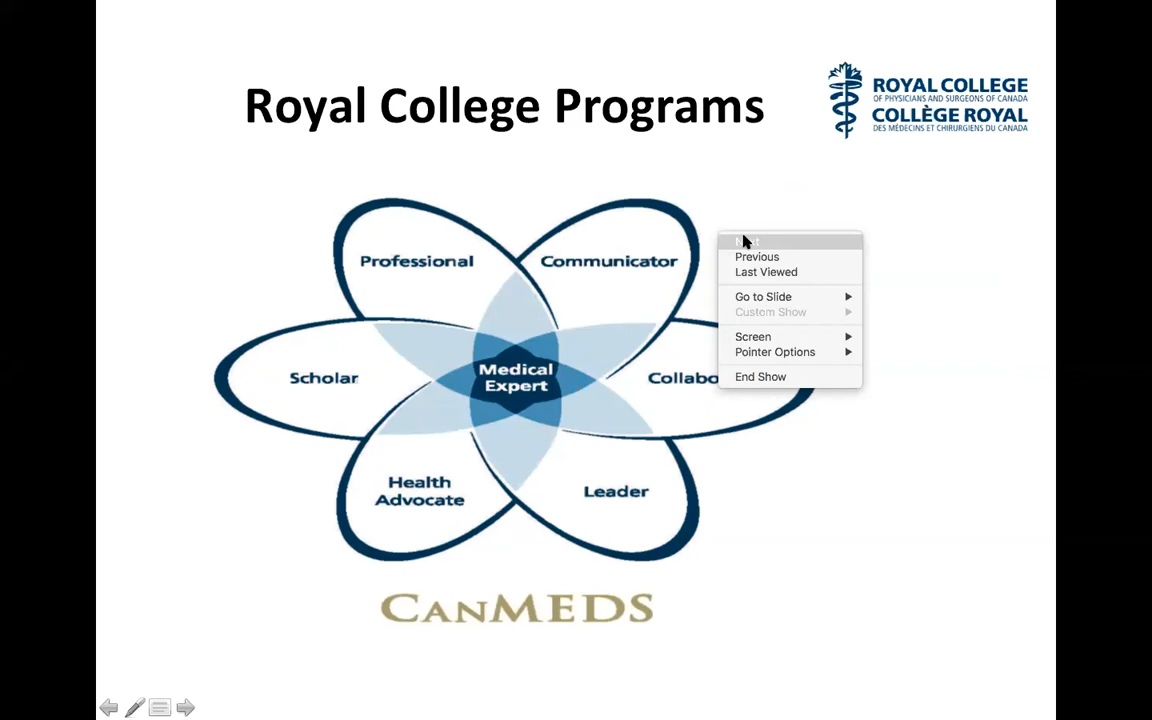 Royal College Programs
ROYAL COLLEGE
OF PHYSICIANS AND SURGEONS OF CANADA
COLLÈGE ROYAL
DES MÉDECINS ET CHIRURGIENS DU CANADA
Professional
Communicator
Scholar
Medical
Expert
Collabo
Health
Advocate
Leader
CANMEDS
Previous
Last Viewed
Go to Slide
Custom Show
Screen
Pointer Options
End Show